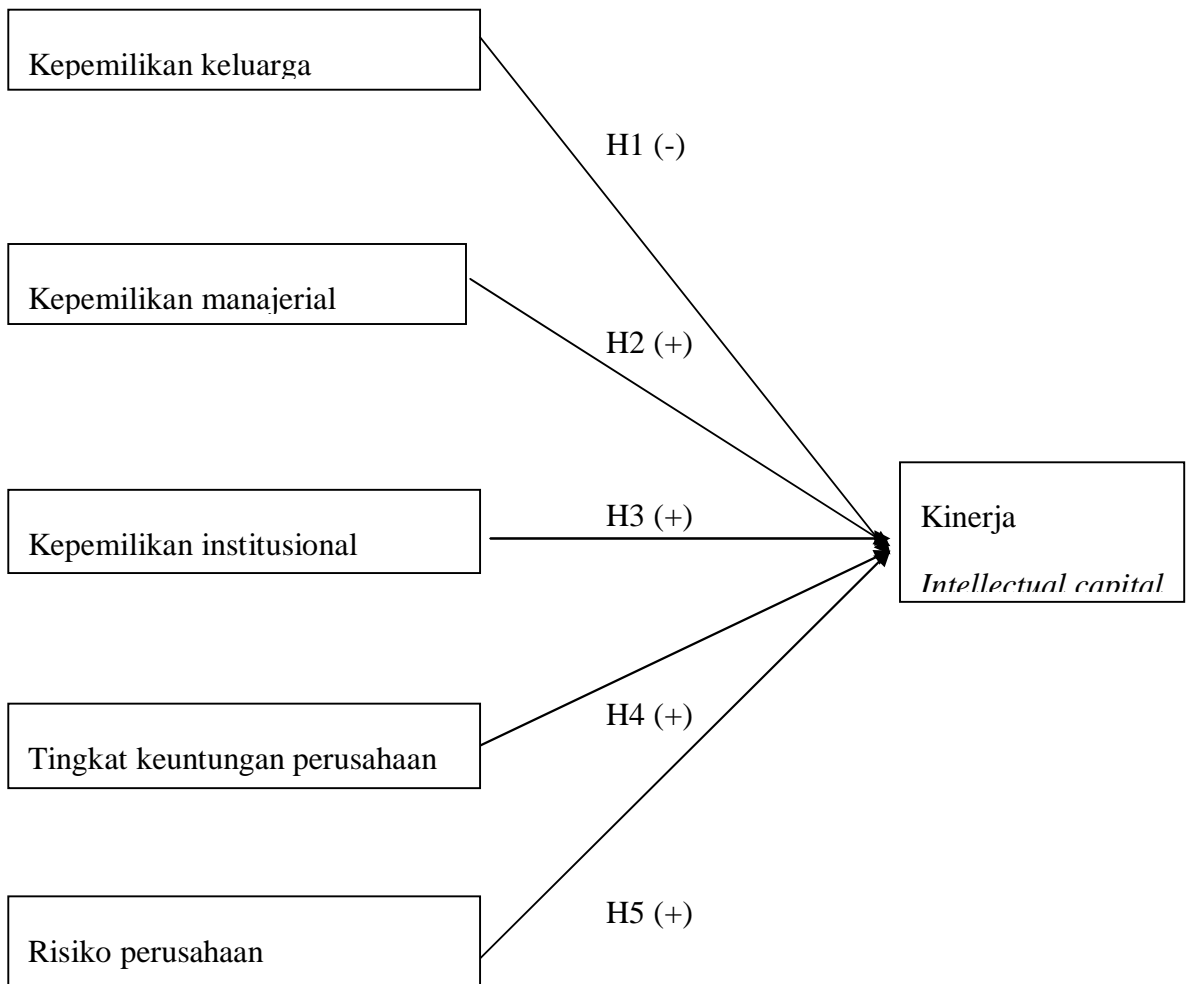 Kepemilikan keluarga
H1 (-)
Kepemilikan manajerial
H2 (+)
Kepemilikan institusional
H3 (+)
Kinerja
Intellectual capital
Tingkat keuntungan perusahaan
H4 (+)
Risiko perusahaan
H5 (+)